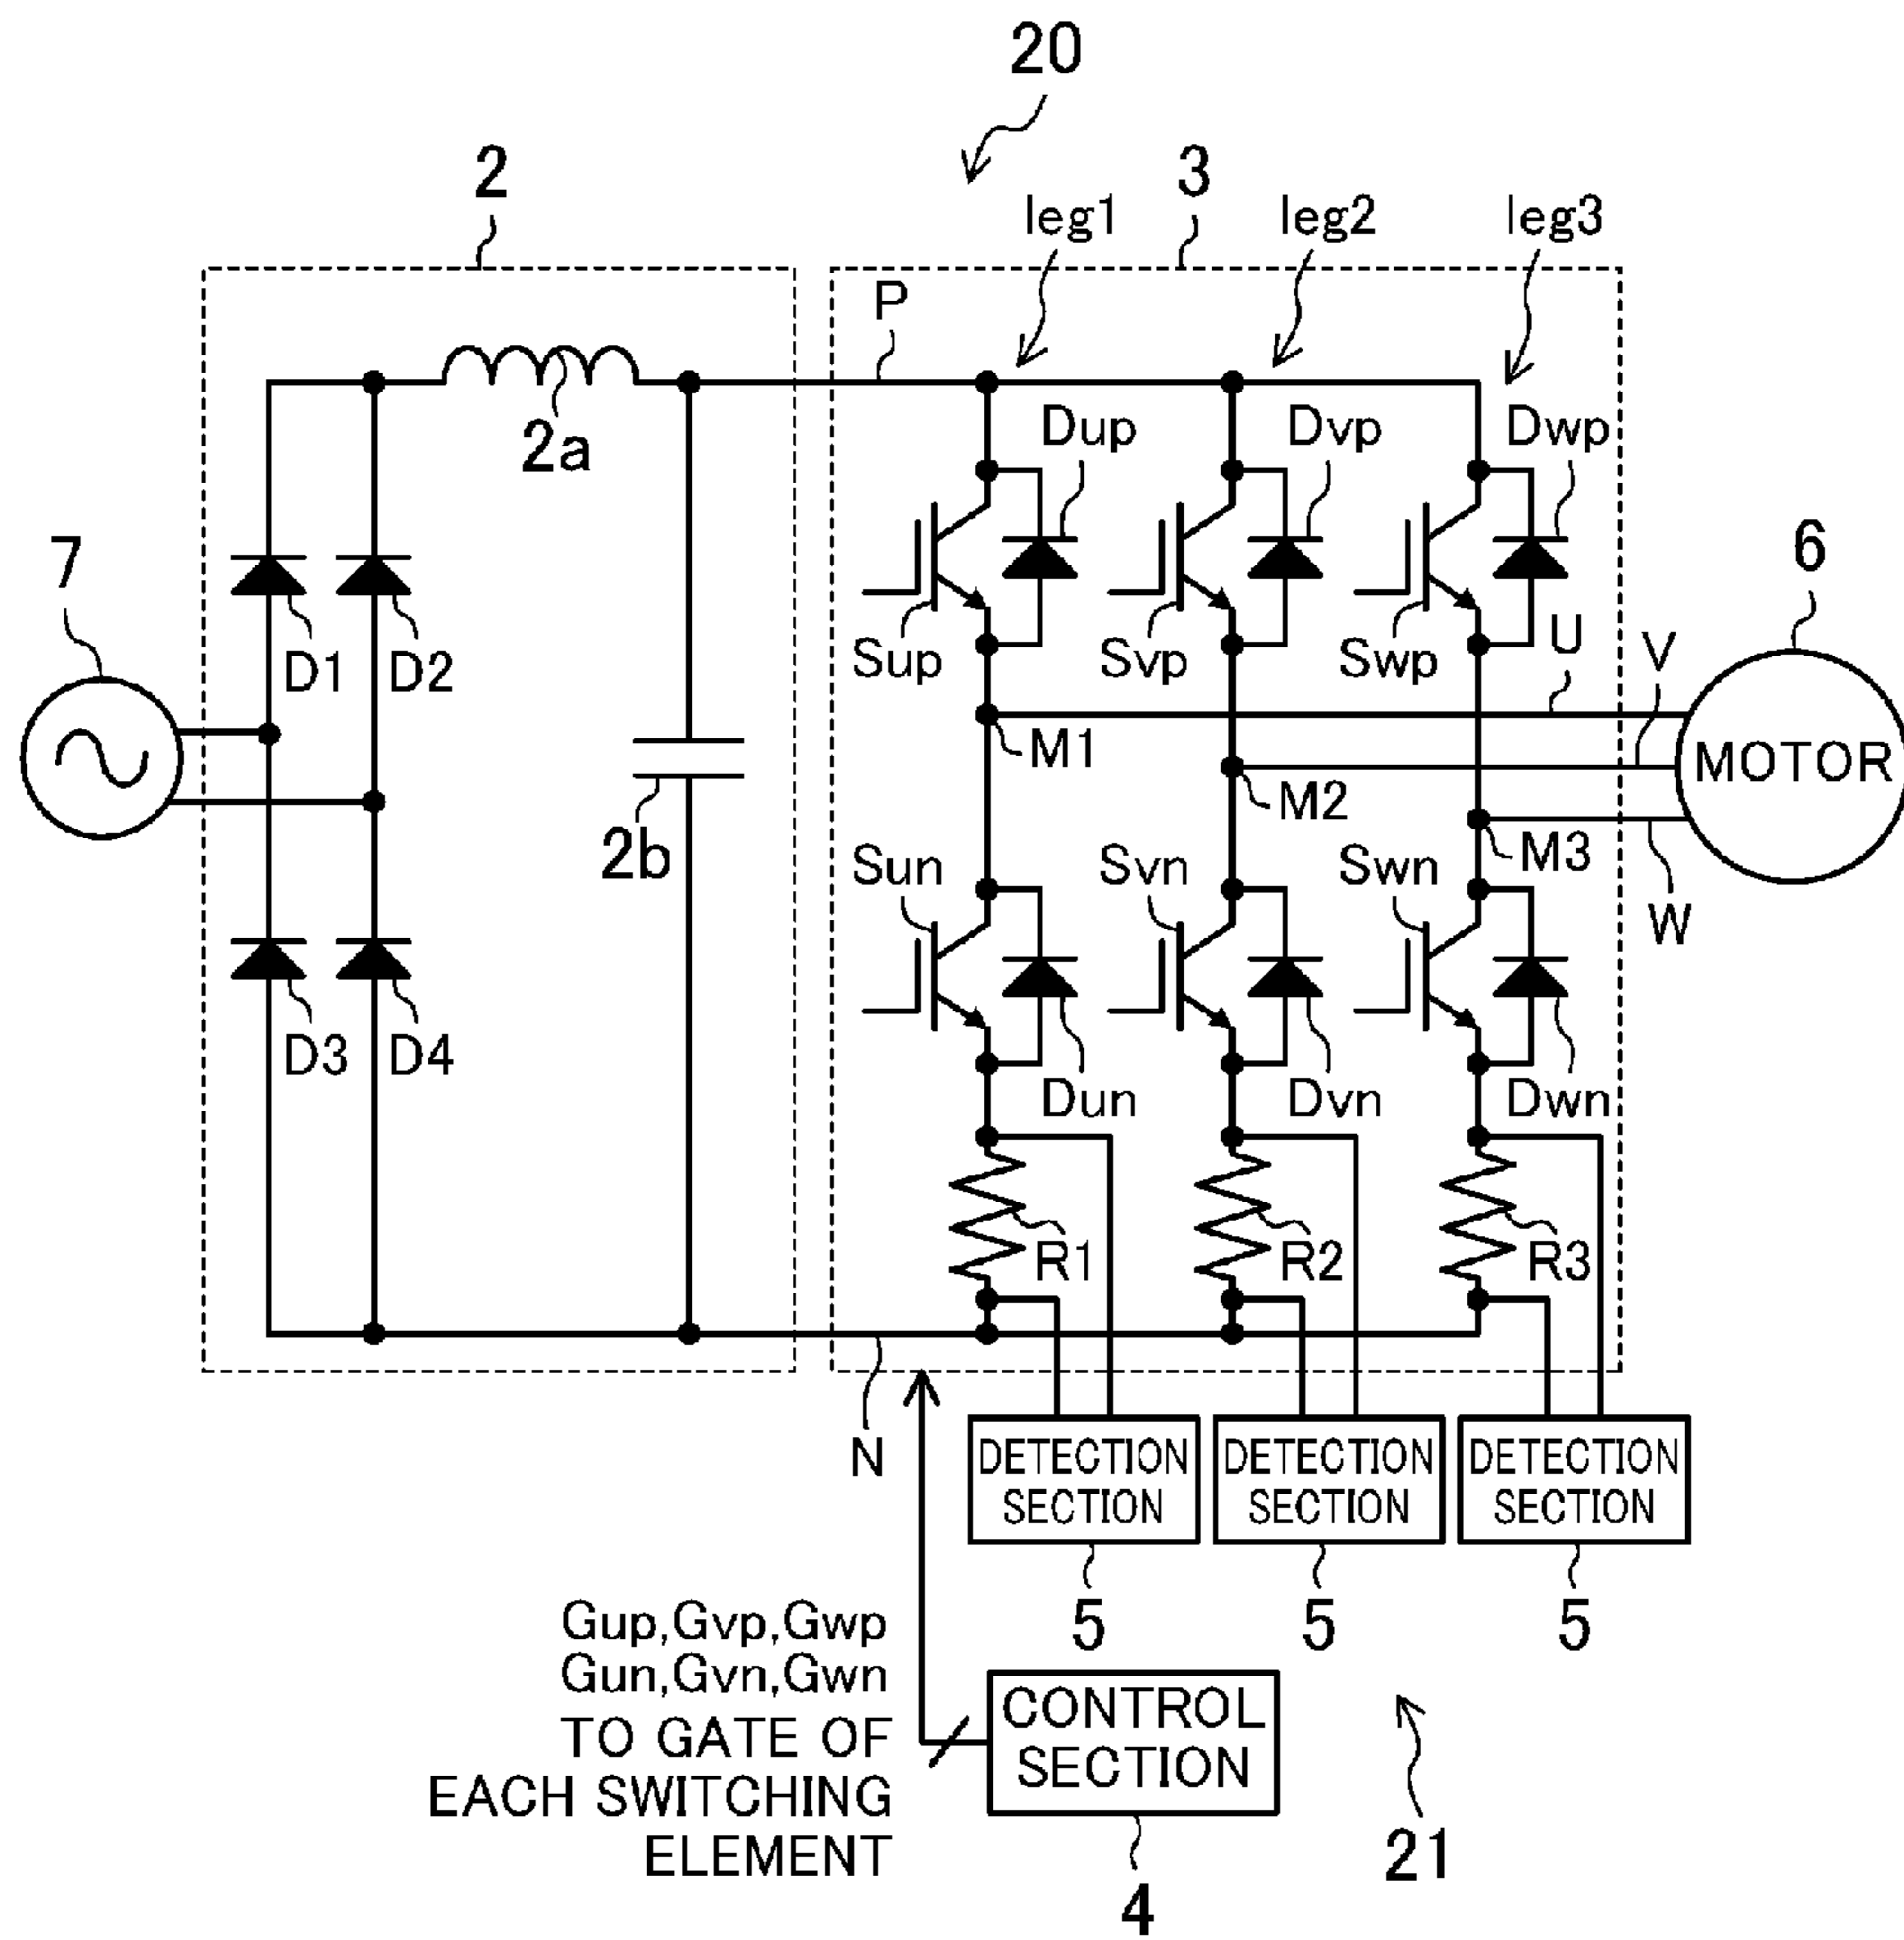 20
2
3
leg1
leg2
leg3
P
2a
Dup
Dvp
Dwp
7
6
D1
D2
Sup
Svp
Swp
U
V
M1
MOTOR
M2
2b
M3
Sun
Svn
Swn
W
D3
D4
Dun
Dvn
Dwn
R1
R2
R3
N
DETECTION
SECTION
DETECTION
SECTION
DETECTION
SECTION
5
5
5
Gup,Gvp,Gwp
Gun,Gvn,Gwn
TO GATE OF
EACH SWITCHING
ELEMENT
CONTROL
SECTION
21
4